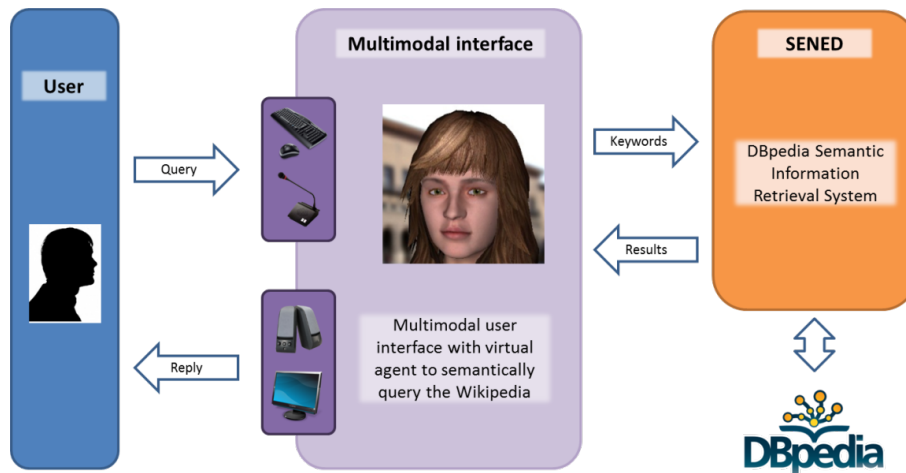 User
Query
Reply
Multimodal interface
Multimodal user
interface with virtual
agent to semantically
query the Wikipedia
Keywords
Results
SENED
DBpedia Semantic
Information
Retrieval System
DBpedia